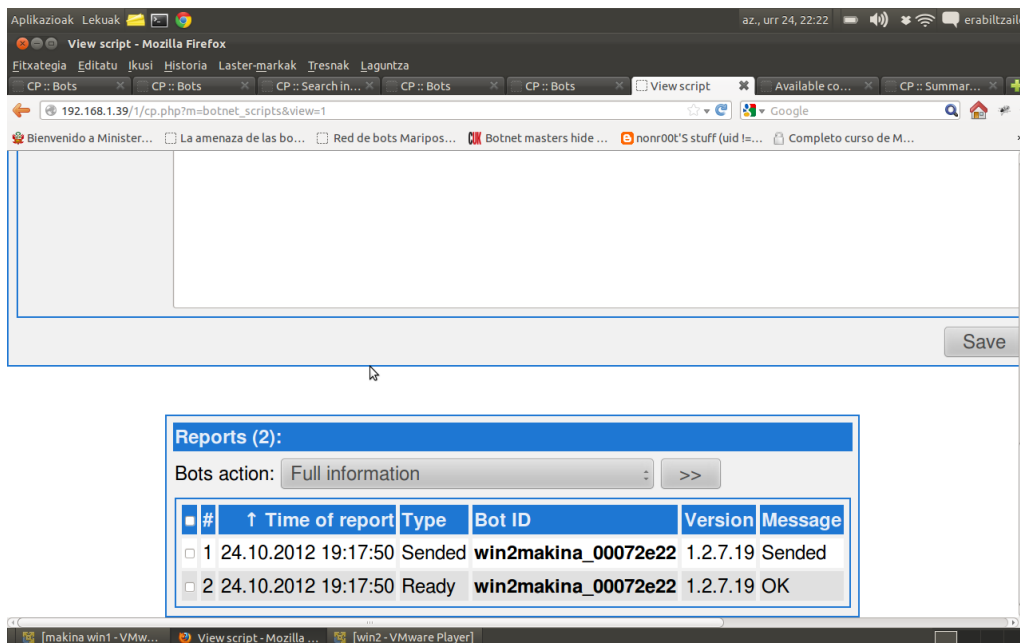 Aplikazioak Lekuak az., urr 24, 22:22 erabiltzail
View script - Mozilla Firefox
Fitxategia Editatu Ikusi Historia Laster-markak Tresnak Laguntza
CP :: Bots CP :: Bots CP :: Search in... CP :: Bots CP :: Bots View script Available co... CP :: Summar...
192.168.1.39/1/cp.php?m=botnet_scripts&view=1 Google
Bienvenido a Minister... La amenaza de las bo... Red de bots Maripos... Botnet masters hide ... nonr00t'S stuff (uid !=... Completo curso de M...
Save
Reports (2):
Bots action: Full information >>
# ↑ Time of report Type Bot ID Version Message
1 24.10.2012 19:17:50 Sended win2makina_00072e22 1.2.7.19 Sended
2 24.10.2012 19:17:50 Ready win2makina_00072e22 1.2.7.19 OK
[makina win1 - VMw... View script - Mozilla ... [win2 - VMware Player]